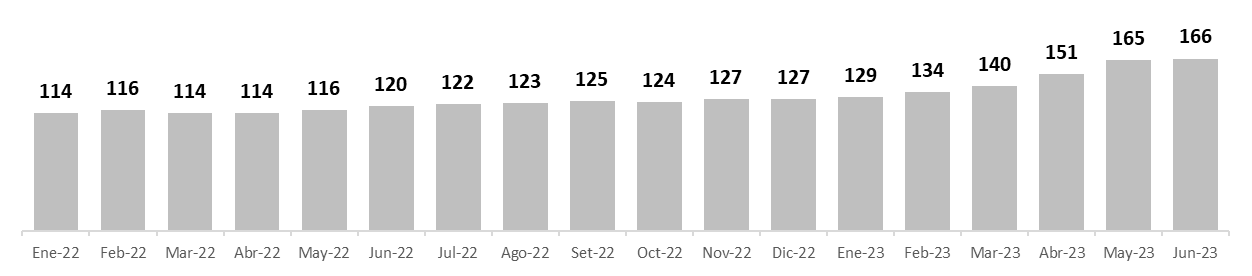 114 116 114 114 116 120 122 123 125 124 127 127 129 134 140 151 165 166
Ene-22 Feb-22 Mar-22 Abr-22 May-22 Jun-22 Jul-22 Ago-22 Set-22 Oct-22 Nov-22 Dic-22 Ene-23 Feb-23 Mar-23 Abr-23 May-23 Jun-23